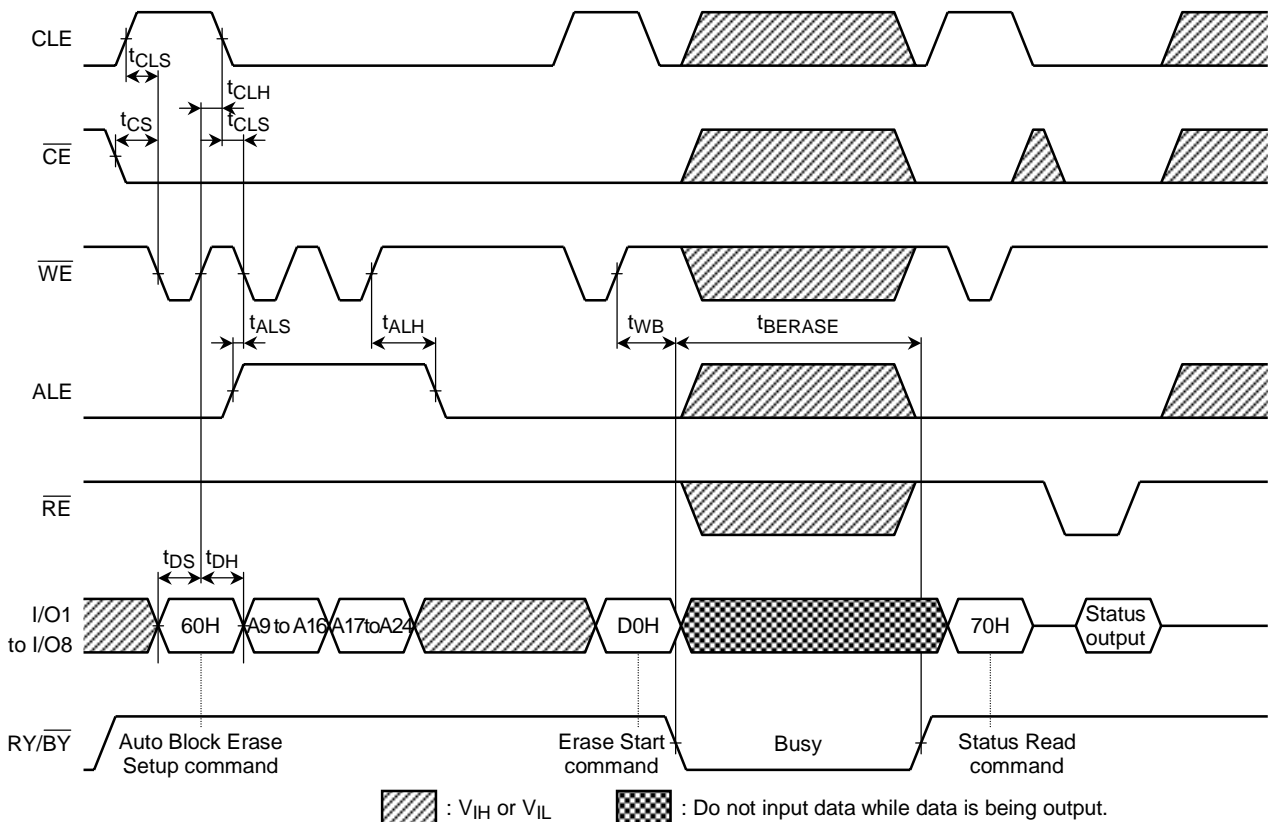 CLE
tCLS
tCLH
tCS
tCLS
CE
WE
tALS
tALH
tWB
tBERASE
ALE
RE
tDS
tDH
I/O1
to I/O8
60H
A9 to A16
A17toA24
D0H
70H
Status
output
RY/BY
Auto Block Erase
Setup command
Erase Start
command
Busy
Status Read
command
: VIH or VIL
: Do not input data while data is being output.